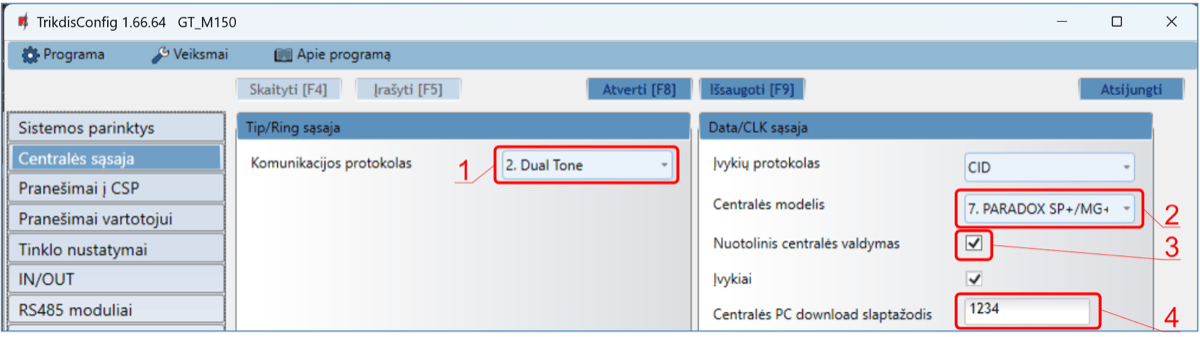 TrikdisConfig 1.66.64 GT_M150
Programa Veiksmai Apie programą
Skaityti [F4] Įrašyti [F5] Atverti [F8] Išsaugoti [F9] Atsijungti
Sistemos parinktys
Centralės sąsaja
Pranešimai į CSP
Pranešimai vartotojui
Tinklo nustatymai
IN/OUT
RS485 moduliai
Tip/Ring sąsaja
Komunikacijos protokolas 1 2. Dual Tone
Data/CLK sąsaja
Įvykių protokolas CID
Centralės modelis 7. PARADOX SP+/MG+ 2
Nuotolinis centralės valdymas 3
Įvykiai
Centralės PC download slaptažodis 1234 4